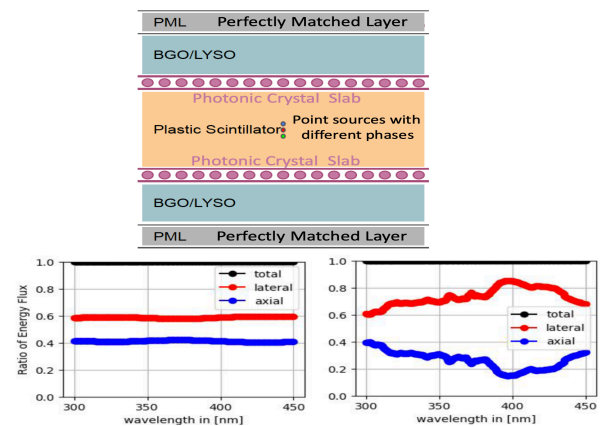 PML Perfectly Matched Layer
BGO/LYSO
Photonic Crystal Slab
Plastic Scintillator
Point sources with
different phases
Photonic Crystal Slab
BGO/LYSO
PML Perfectly Matched Layer
Ratio of Energy Flux
1.0
0.8
0.6
0.4
0.2
0.0
total
lateral
axial
300 350 400 450
wavelength in [nm]
1.0
0.8
0.6
0.4
0.2
0.0
total
lateral
axial
300 350 400 450
wavelength in [nm]